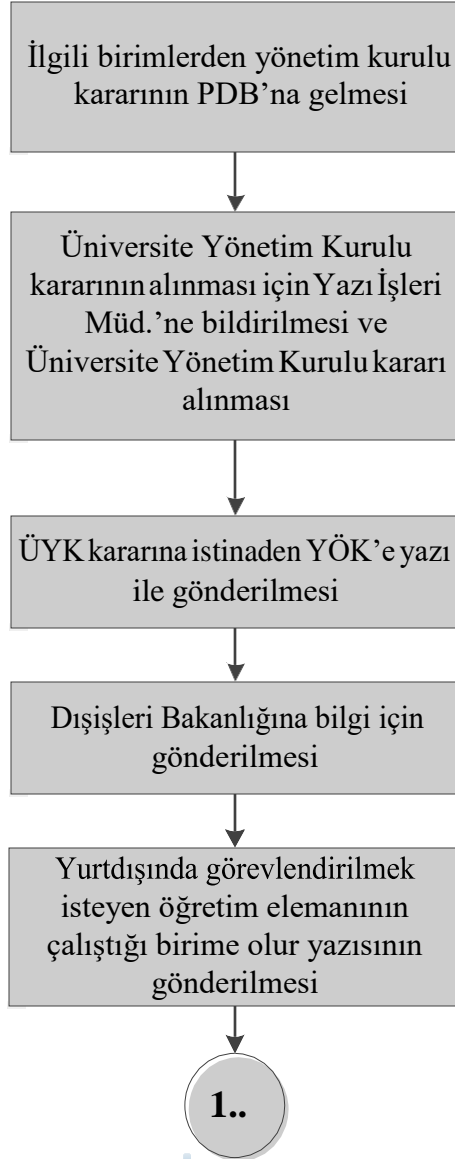 İlgili birimlerden yönetim kurulu
kararının PDB’na gelmesi
Üniversite Yönetim Kurulu
kararının alınması için Yazı İşleri
Müd.’ne bildirilmesi ve
Üniversite Yönetim Kurulu kararı
alınması
ÜYK kararına istinaden YÖK’e yazı
ile gönderilmesi
Dışişleri Bakanlığına bilgi için
gönderilmesi
Yurtdışında görevlendirilmek
isteyen öğretim elemanının
çalıştığı birime olur yazısının
gönderilmesi
1..